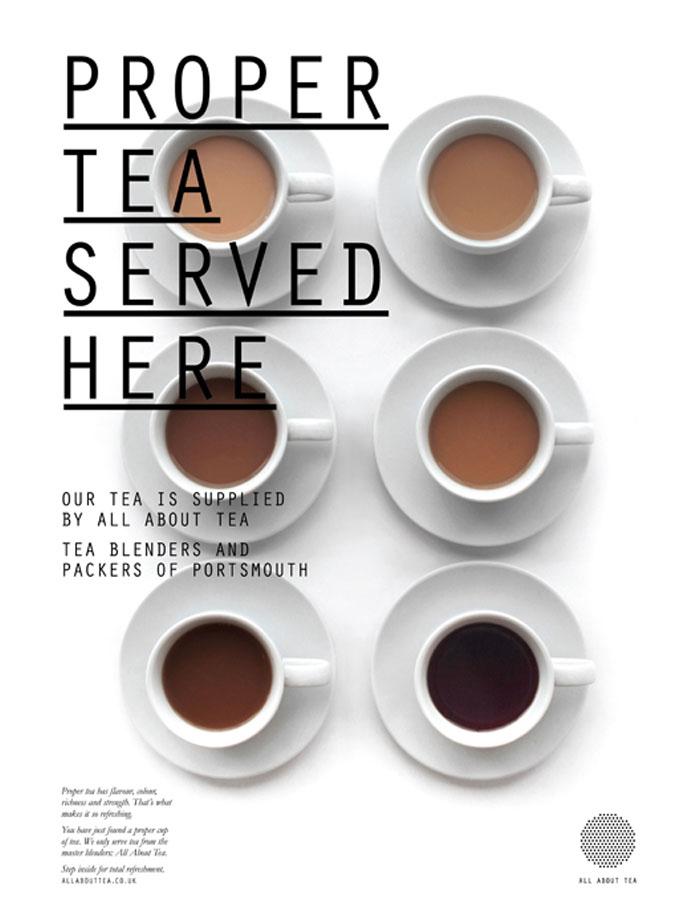 PROPER
TEA
SERVED
HERE
OUR TEA IS SUPPLIED
BY ALL ABOUT TEA
TEA BLENDERS AND
PACKERS OF PORTSMOUTH
Proper tea has flavour, colour,
richness and strength. That's what
makes it so refreshing.
You have just found a proper cup
of tea. We only serve tea from the
master blenders: All About Tea.
Step inside for total refreshment.
ALLABOUTTEA.CO.UK
ALL ABOUT TEA